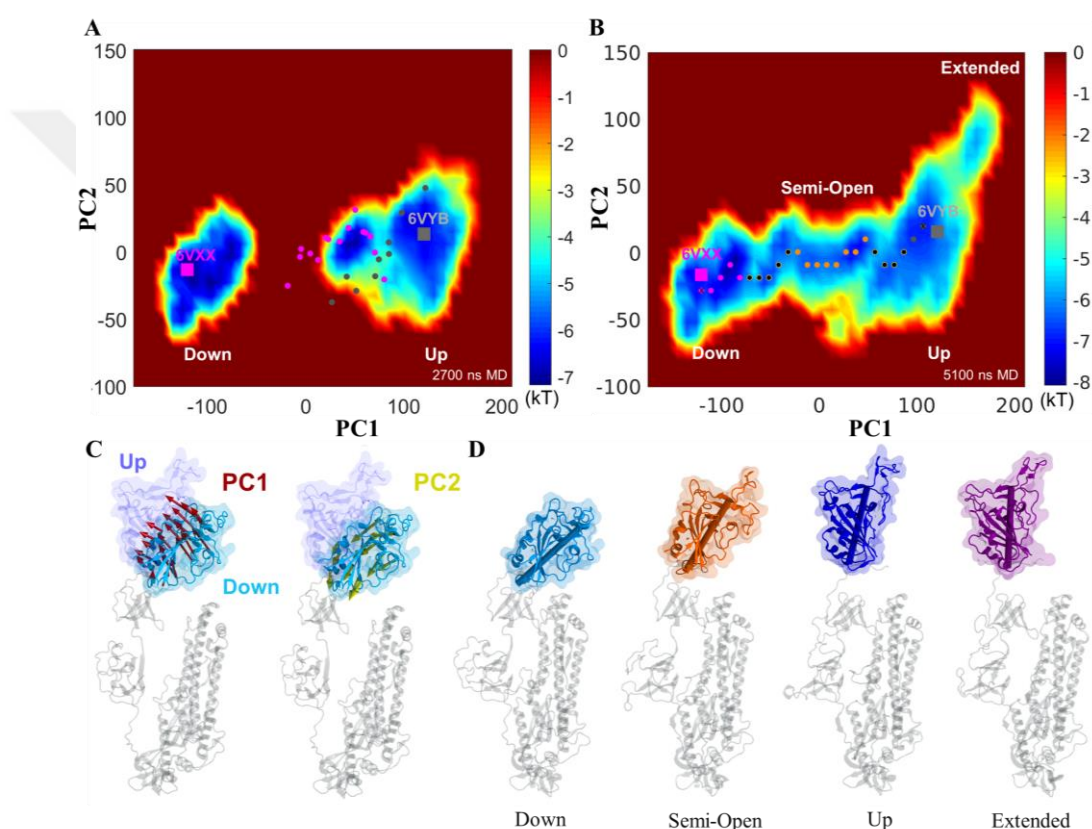 A
150
100
50
0
-50
-100
PC2
6VXX
6VYB
Down
Up
2700 ns MD
-100
0
100
200
0
-1
-2
-3
-4
-5
-6
-7
(kT)
B
150
100
50
0
-50
-100
PC2
Extended
Semi-Open
6VXX
6VYB
Down
Up
5100 ns MD
-100
0
100
200
0
-1
-2
-3
-4
-5
-6
-7
-8
(kT)
PC1
PC1
C
Up
PC1
Down
PC2
D
Down
Semi-Open
Up
Extended